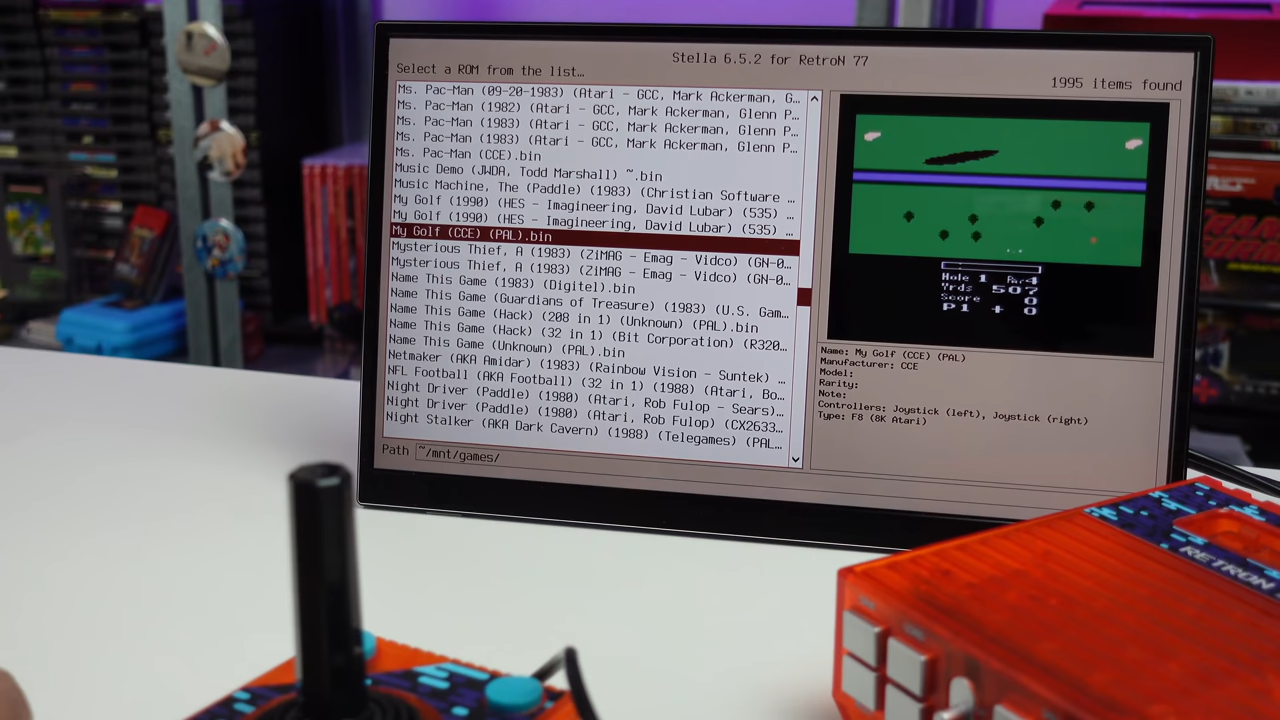 Stella 6.5.2 for RetroN 77
Select a ROM from the list…
1995 items found
Ms. Pac-Man (09-20-1983) (Atari - GCC, Mark Ackerman, G…
Ms. Pac-Man (1982) (Atari - GCC, Mark Ackerman, Glenn P…
Ms. Pac-Man (1983) (Atari - GCC, Mark Ackerman, Glenn P…
Ms. Pac-Man (1983) (Atari - GCC, Mark Ackerman, Glenn P…
Ms. Pac-Man (CCE).bin
Music Demo (JWDA, Todd Marshall) ~.bin
Music Machine, The (Paddle) (1983) (Christian Software …
My Golf (1990) (HES - Imagineering, David Lubar) (535) …
My Golf (1990) (HES - Imagineering, David Lubar) (535) …
My Golf (CCE) (PAL).bin
Mysterious Thief, A (1983) (ZiMAG - Emag - Vidco) (GN-0…
Mysterious Thief, A (1983) (ZiMAG - Emag - Vidco) (GN-0…
Name This Game (1983) (Digitel).bin
Name This Game (Guardians of Treasure) (1983) (U.S. Gam…
Name This Game (Hack) (208 in 1) (Unknown) (PAL).bin
Name This Game (Hack) (32 in 1) (Bit Corporation) (R320…
Name This Game (Unknown) (PAL).bin
Netmaker (AKA Amidar) (1983) (Rainbow Vision - Suntek) …
NFL Football (AKA Football) (32 in 1) (1988) (Atari, Bo…
Night Driver (Paddle) (1980) (Atari, Rob Fulop - Sears)…
Night Driver (Paddle) (1980) (Atari, Rob Fulop) (CX2633…
Night Stalker (AKA Dark Cavern) (1988) (Telegames) (PAL…
Path ~/mnt/games/
Hole 1 Par4
Yrds 507
Score 0
P1 + 0
Name: My Golf (CCE) (PAL)
Manufacturer: CCE
Model:
Rarity:
Note:
Controllers: Joystick (left), Joystick (right)
Type: F8 (8K Atari)
RETRON